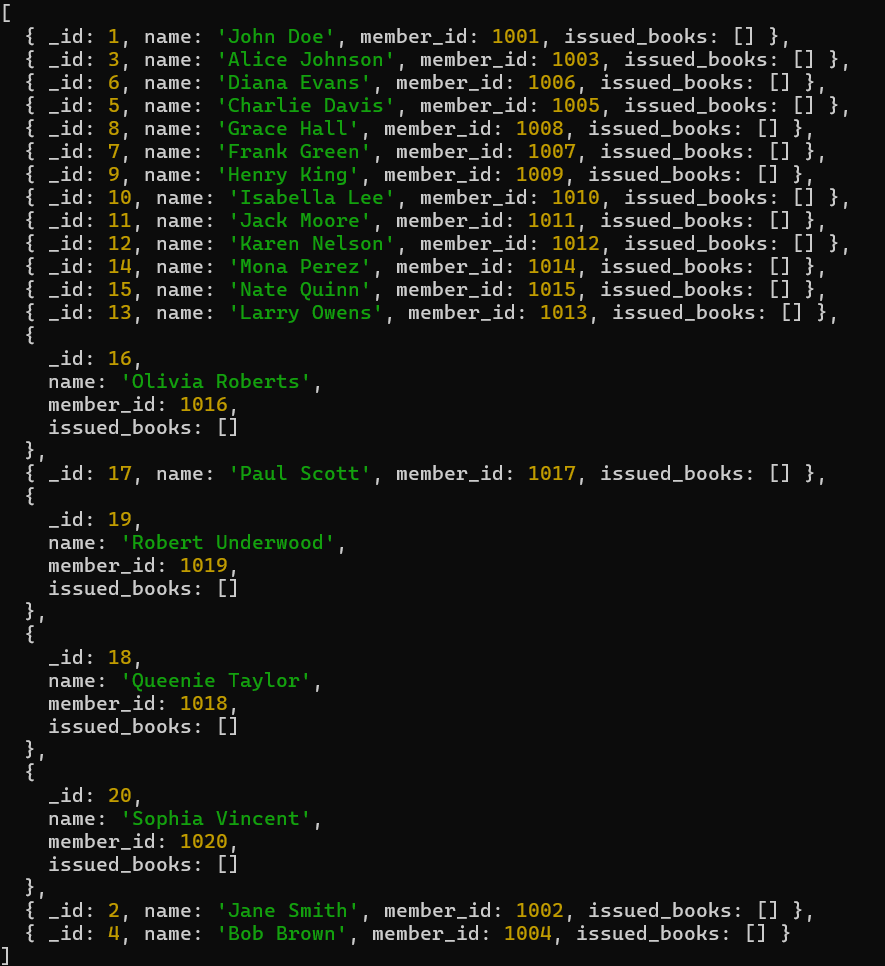 [
  { _id: 1, name: 'John Doe', member_id: 1001, issued_books: [] },
  { _id: 3, name: 'Alice Johnson', member_id: 1003, issued_books: [] },
  { _id: 6, name: 'Diana Evans', member_id: 1006, issued_books: [] },
  { _id: 5, name: 'Charlie Davis', member_id: 1005, issued_books: [] },
  { _id: 8, name: 'Grace Hall', member_id: 1008, issued_books: [] },
  { _id: 7, name: 'Frank Green', member_id: 1007, issued_books: [] },
  { _id: 9, name: 'Henry King', member_id: 1009, issued_books: [] },
  { _id: 10, name: 'Isabella Lee', member_id: 1010, issued_books: [] },
  { _id: 11, name: 'Jack Moore', member_id: 1011, issued_books: [] },
  { _id: 12, name: 'Karen Nelson', member_id: 1012, issued_books: [] },
  { _id: 14, name: 'Mona Perez', member_id: 1014, issued_books: [] },
  { _id: 15, name: 'Nate Quinn', member_id: 1015, issued_books: [] },
  { _id: 13, name: 'Larry Owens', member_id: 1013, issued_books: [] },
  {
    _id: 16,
    name: 'Olivia Roberts',
    member_id: 1016,
    issued_books: []
  },
  { _id: 17, name: 'Paul Scott', member_id: 1017, issued_books: [] },
  {
    _id: 19,
    name: 'Robert Underwood',
    member_id: 1019,
    issued_books: []
  },
  {
    _id: 18,
    name: 'Queenie Taylor',
    member_id: 1018,
    issued_books: []
  },
  {
    _id: 20,
    name: 'Sophia Vincent',
    member_id: 1020,
    issued_books: []
  },
  { _id: 2, name: 'Jane Smith', member_id: 1002, issued_books: [] },
  { _id: 4, name: 'Bob Brown', member_id: 1004, issued_books: [] }
]